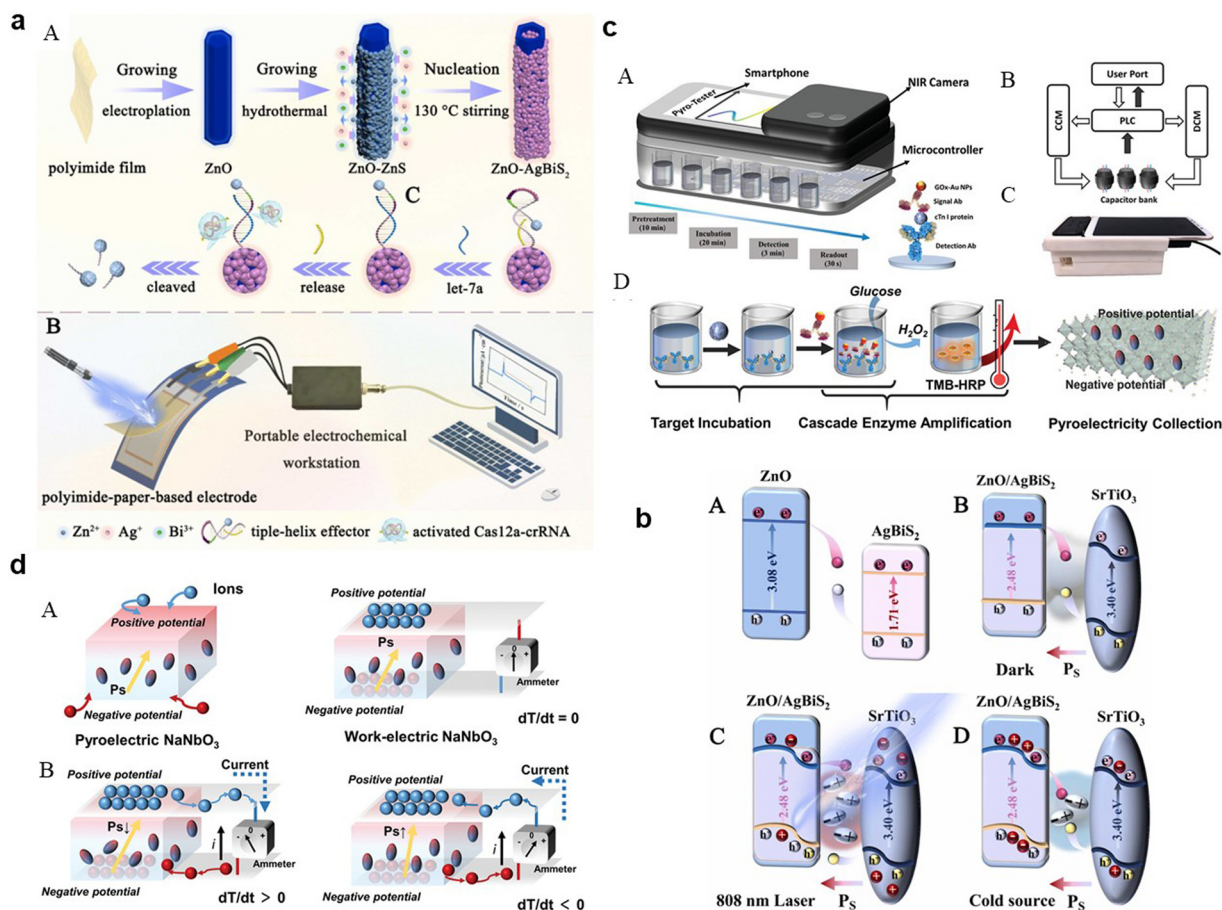 a
A
Growing
electroplation
Growing
hydrothermal
Nucleation
130 °C stirring
polyimide film
ZnO
ZnO-ZnS
ZnO-AgBiS2
C
cleaved
release
let-7a
B
Portable electrochemical
workstation
Time / s
polyimide-paper-based electrode
Zn2+
Ag+
Bi3+
tiple-helix effector
activated Cas12a-crRNA
c
A
Smartphone
NIR Camera
Pyro-Tester
Microcontroller
GOx-Au NPs
Signal Ab
cTn I protein
Detection Ab
Pretreatment
(10 min)
Incubation
(20 min)
Detection
(3 min)
Readout
(30 s)
B
User Port
CCM
PLC
DCM
Capacitor bank
C
D
Glucose
H2O2
TMB-HRP
Positive potential
Negative potential
Target Incubation
Cascade Enzyme Amplification
Pyroelectricity Collection
b
A
ZnO
3.08 eV
h
h
AgBiS2
1.71 eV
h
h
B
ZnO/AgBiS2
2.48 eV
h
h
SrTiO3
3.40 eV
h
h
Dark
PS
C
ZnO/AgBiS2
2.48 eV
h
SrTiO3
3.40 eV
h
808 nm Laser
PS
D
ZnO/AgBiS2
2.48 eV
h
SrTiO3
3.40 eV
h
h
Cold source
PS
d
A
Ions
Positive potential
Ps
Negative potential
Pyroelectric NaNbO3
Positive potential
Ps
- 0 +
Ammeter
Negative potential
dT/dt = 0
Work-electric NaNbO3
B
Positive potential
Current
Ps↓
i
- 0 +
Ammeter
Negative potential
dT/dt > 0
Positive potential
Current
Ps↑
i
- 0 +
Ammeter
Negative potential
dT/dt < 0